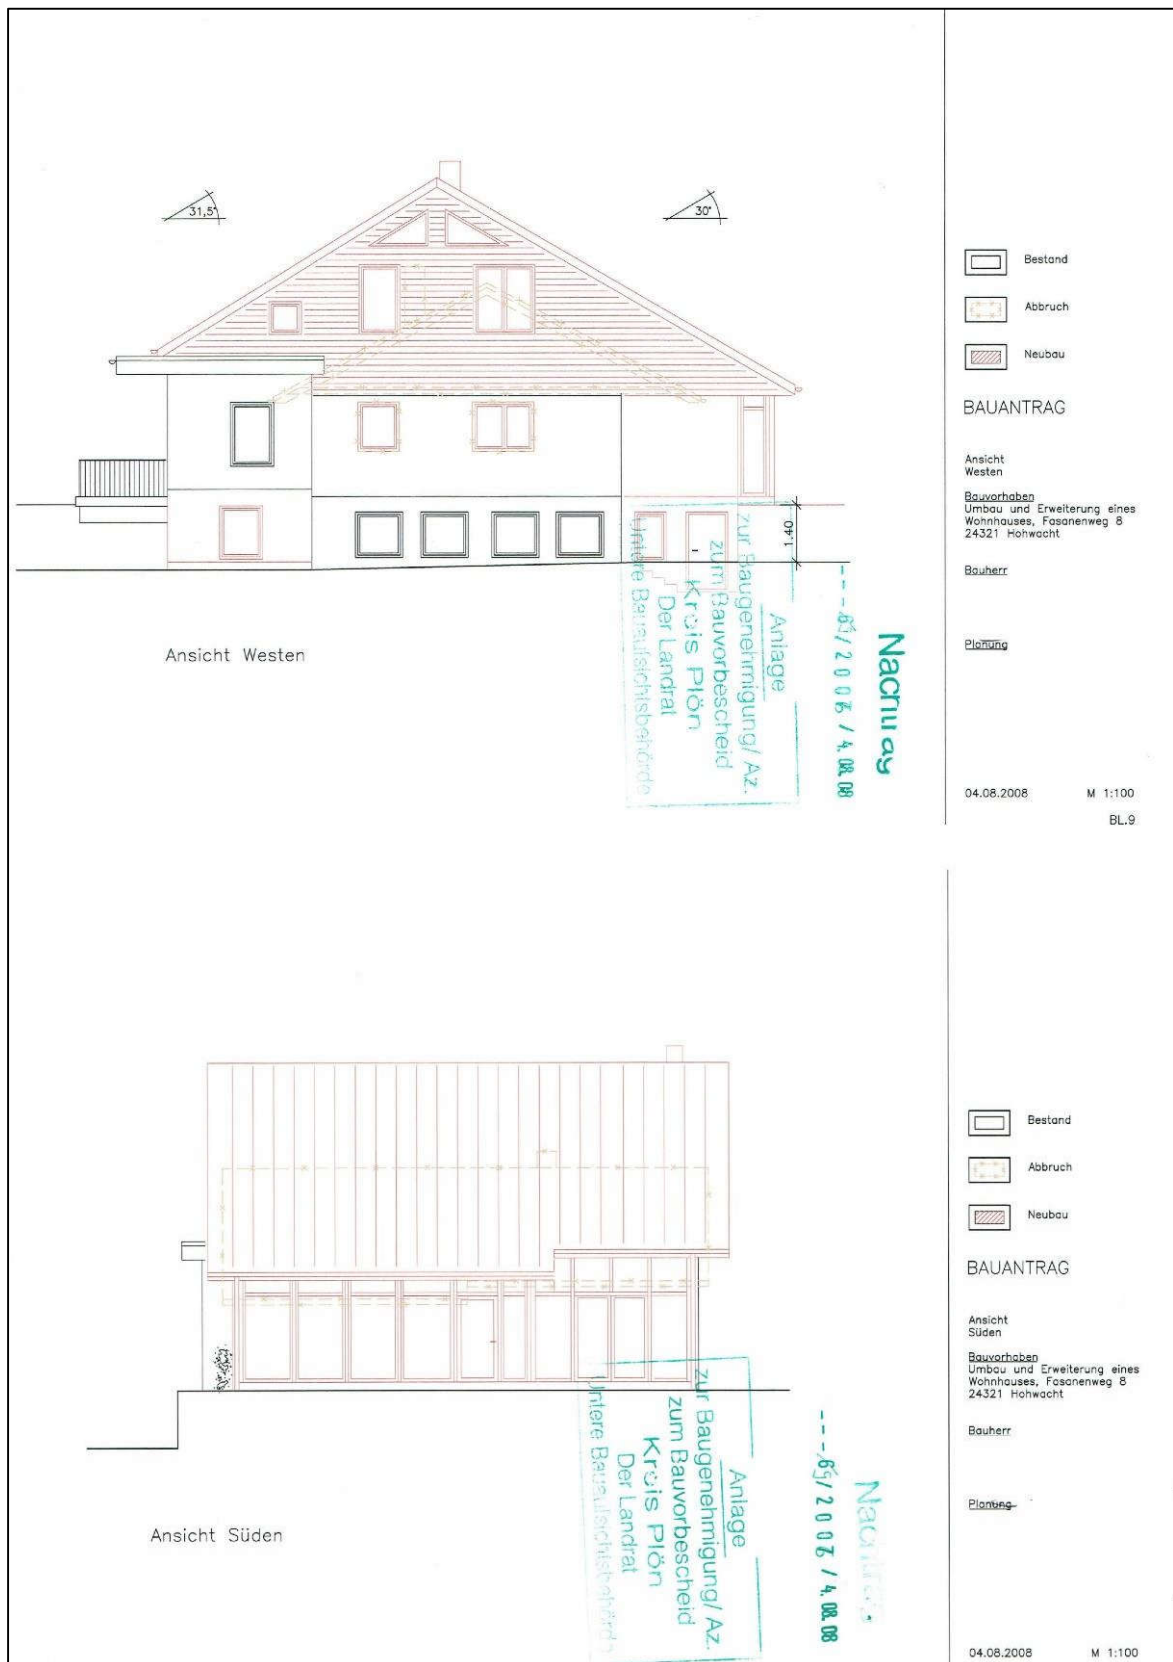 31,5°
30°
Bestand
Abbruch
Neubau
BAUANTRAG
Ansicht
Westen
Bauvorhaben
Umbau und Erweiterung eines
Wohnhauses, Fasanenweg 8
24321 Hohwacht
Bauherr
Planung
1.40
Ansicht Westen
Anlage
zur Baugenehmigung/Az.
zum Bauvorbescheid
Kreis Plön
Der Landrat
Untere Bauaufsichtsbehörde
/ 4.08.08
Nachtrag
04.08.2008 M 1:100
BL.9
Bestand
Abbruch
Neubau
BAUANTRAG
Ansicht
Süden
Bauvorhaben
Umbau und Erweiterung eines
Wohnhauses, Fasanenweg 8
24321 Hohwacht
Bauherr
Planung
Ansicht Süden
Anlage
zur Baugenehmigung/Az.
zum Bauvorbescheid
Kreis Plön
Der Landrat
Untere Bauaufsichtsbehörde
/ 4.08.08
Nachtrag
04.08.2008 M 1:100